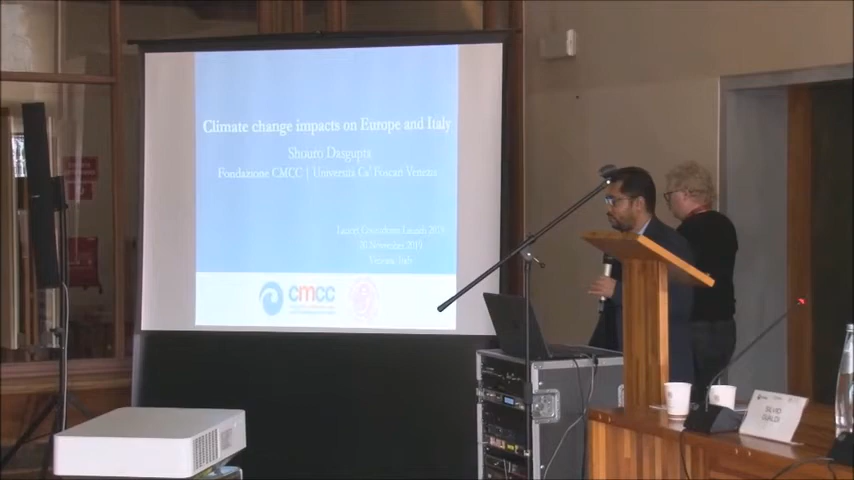 Climate change impacts on Europe and Italy
Shouro Dasgupta
Fondazione CMCC | Università Ca' Foscari Venezia
Lancet Countdown Launch 2019
20 November 2019
Venezia, Italy
cmcc